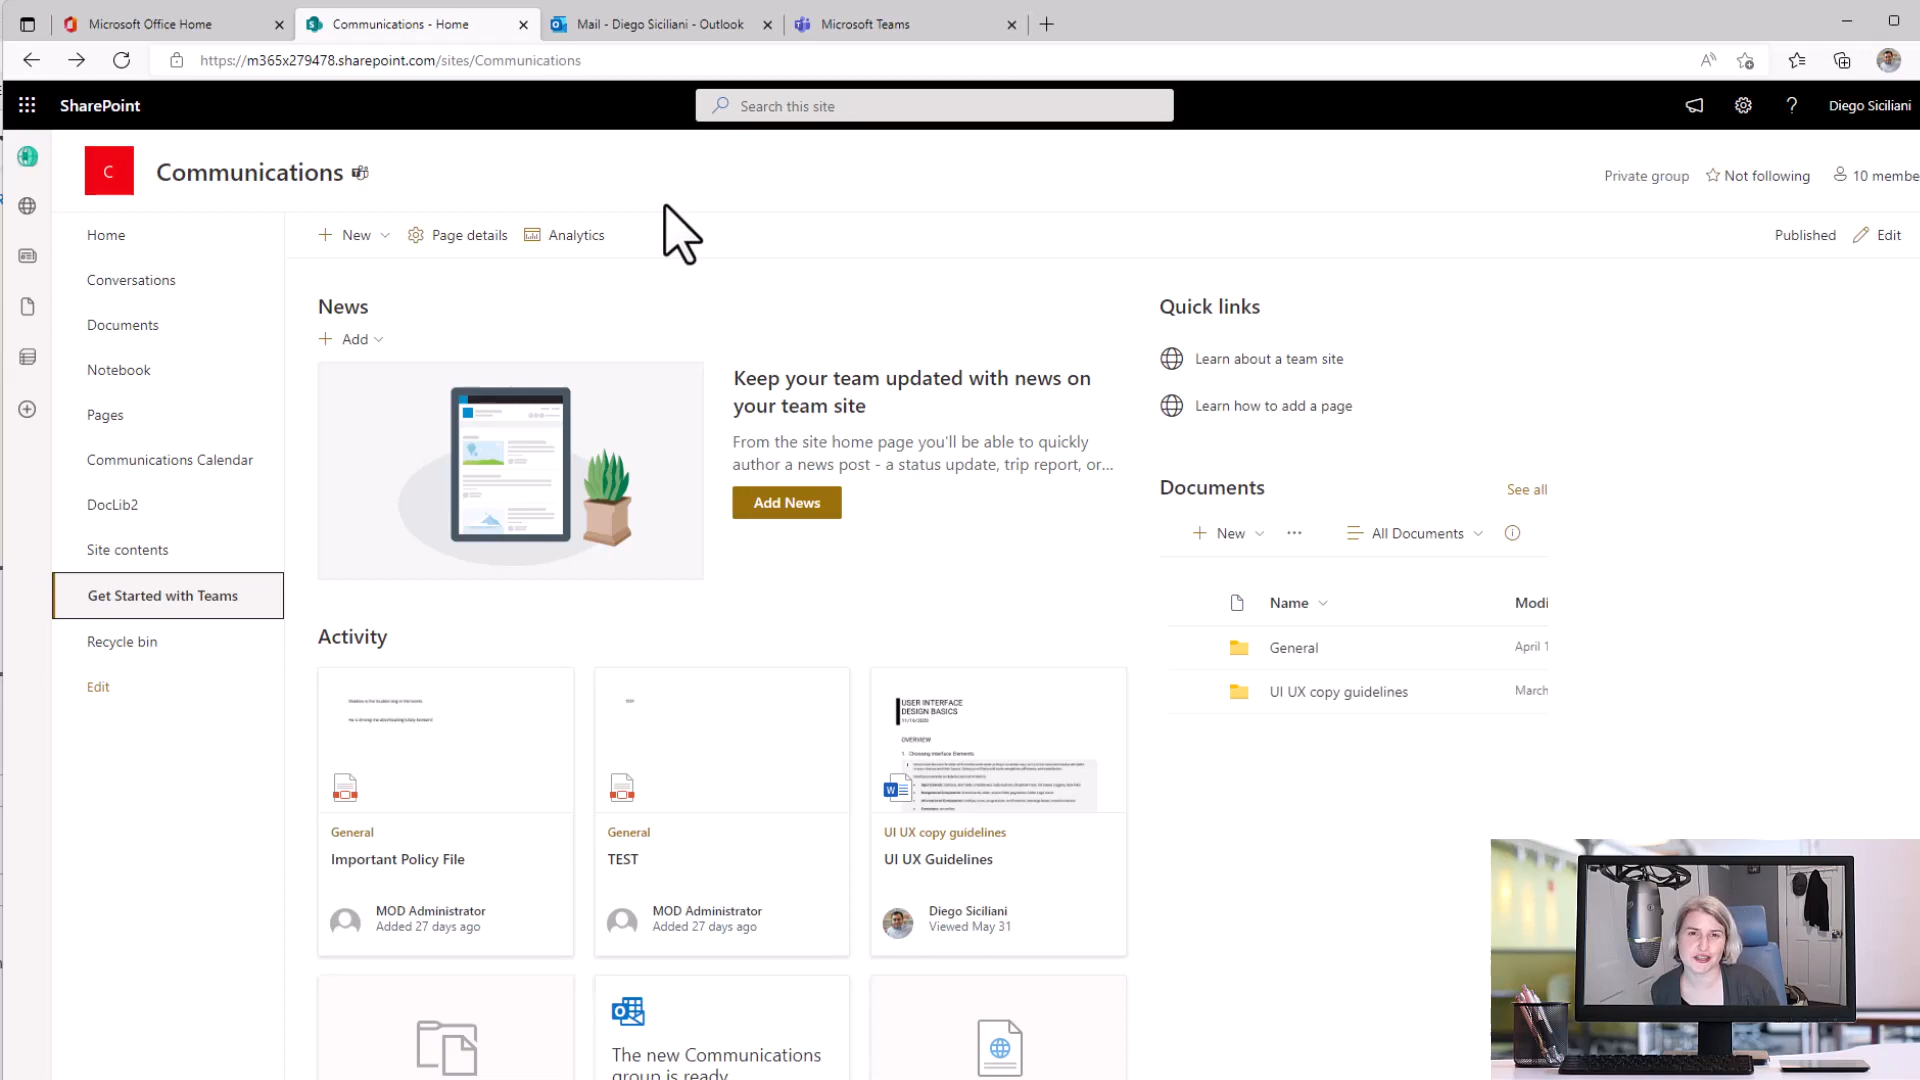 Microsoft Office Home
Communications - Home
Mail - Diego Siciliani - Outlook
Microsoft Teams
https://m365x279478.sharepoint.com/sites/Communications
SharePoint
Search this site
Diego Siciliani
C
Communications
Private group
Not following
10 membe
Home
Conversations
Documents
Notebook
Pages
Communications Calendar
DocLib2
Site contents
Get Started with Teams
Recycle bin
Edit
New
Page details
Analytics
Published
Edit
News
Add
Keep your team updated with news on
your team site
From the site home page you'll be able to quickly
author a news post - a status update, trip report, or...
Add News
Quick links
Learn about a team site
Learn how to add a page
Documents
See all
New
All Documents
Name
Modi
General
April 1
UI UX copy guidelines
March
Activity
General
Important Policy File
MOD Administrator
Added 27 days ago
General
TEST
MOD Administrator
Added 27 days ago
USER INTERFACE
DESIGN BASICS
11/16/2020
OVERVIEW
1. Choosing Interface Elements
W
UI UX copy guidelines
UI UX Guidelines
Diego Siciliani
Viewed May 31
The new Communications
group is ready